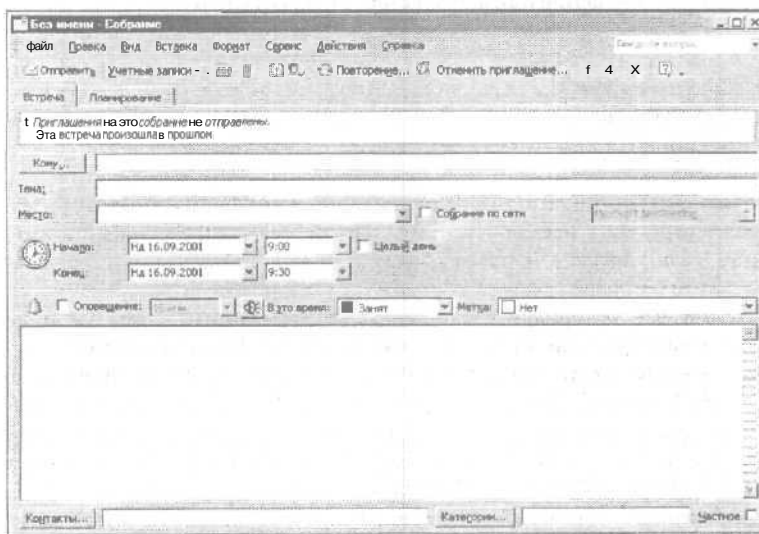 Без имени - Собрание
файл Правка Вид Вставка Формат Сервис Действия Справка
Отправить Учетные записи - . Повторение... Отменить приглашение... f 4 X
Встреча Планирование
t Приглашения на это собрание не отправлены.
Эта встреча произошла в прошлом.
Кому...
Тема:
Место: Собрание по сети
Начало: Нд 16.09.2001 9:00 Целый день
Конец: Нд 16.09.2001 9:30
Оповещение: В это время: Занят Метка: Нет
Контакты... Категории... Частное